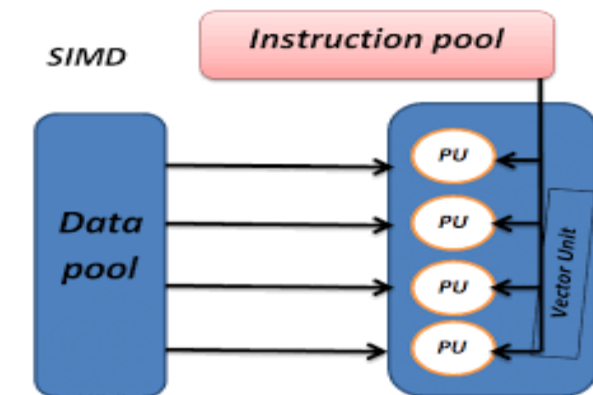 SIMD
Instruction pool
Data
pool
PU
PU
PU
PU
Vector Unit